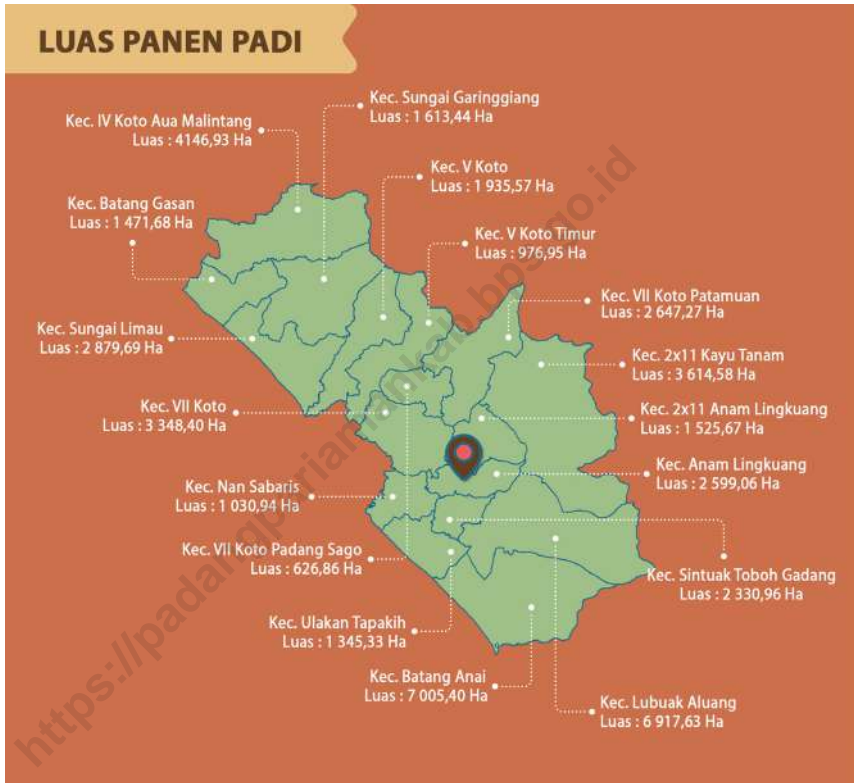 LUAS PANEN PADI
Kec. Sungai Garinggiang
Luas : 1 613,44 Ha
Kec. IV Koto Aua Malintang
Luas : 4146,93 Ha
Kec. V Koto
Luas : 1 935,57 Ha
Kec. Batang Gasan
Luas : 1 471,68 Ha
Kec. V Koto Timur
Luas : 976,95 Ha
Kec. VII Koto Patamuan
Luas : 2 647,27 Ha
Kec. Sungai Limau
Luas : 2 879,69 Ha
Kec. 2x11 Kayu Tanam
Luas : 3 614,58 Ha
Kec. VII Koto
Luas : 3 348,40 Ha
Kec. 2x11 Anam Lingkuang
Luas : 1 525,67 Ha
Kec. Anam Lingkuang
Luas : 2 599,06 Ha
Kec. Nan Sabaris
Luas : 1 030,94 Ha
Kec. VII Koto Padang Sago
Luas : 626,86 Ha
Kec. Sintuak Toboh Gadang
Luas : 2 330,96 Ha
Kec. Ulakan Tapakih
Luas : 1 345,33 Ha
Kec. Batang Anai
Luas : 7 005,40 Ha
Kec. Lubuak Aluang
Luas : 6 917,63 Ha
https://padangpariamankab.bps.go.id